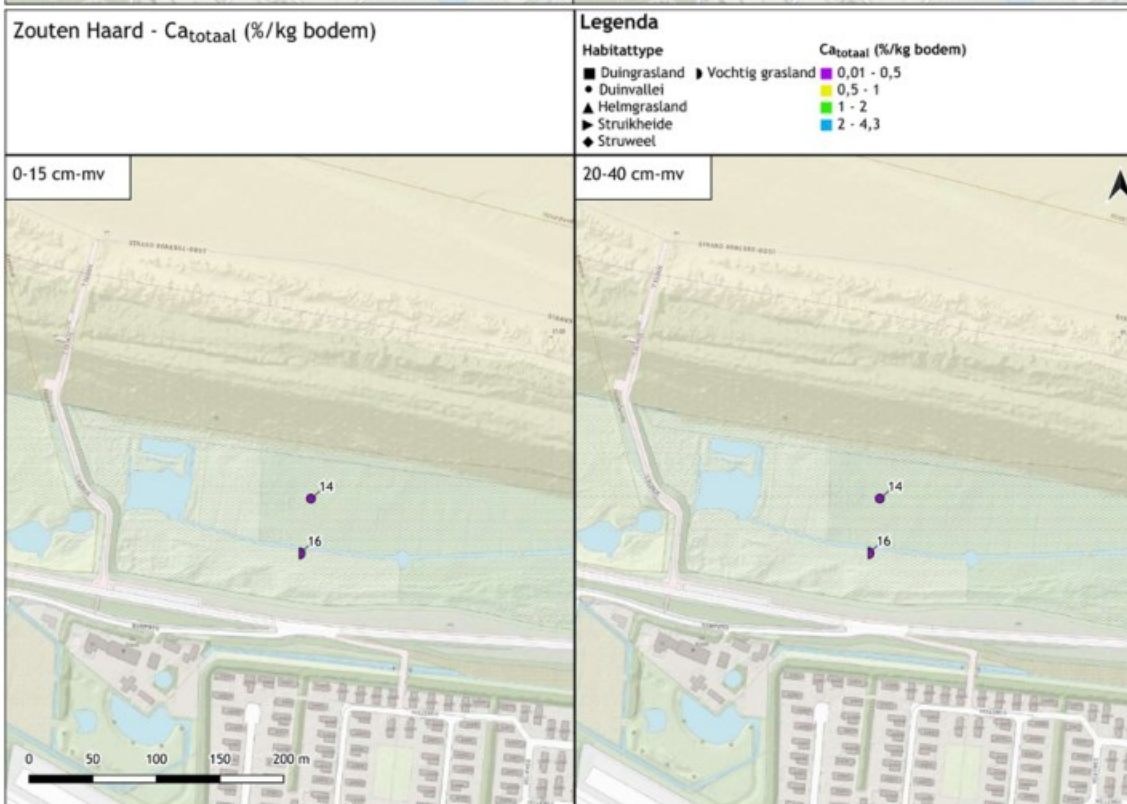 Zouten Haard - Catotaal (%/kg bodem)
Legenda
Habitattype
Duingrasland
Vochtig grasland
Duinvallei
Helmgrasland
Struikheide
Struweel
Catotaal (%/kg bodem)
0,01 - 0,5
0,5 - 1
1 - 2
2 - 4,3
0-15 cm-mv
14
16
0 50 100 150 200 m
20-40 cm-mv
14
16